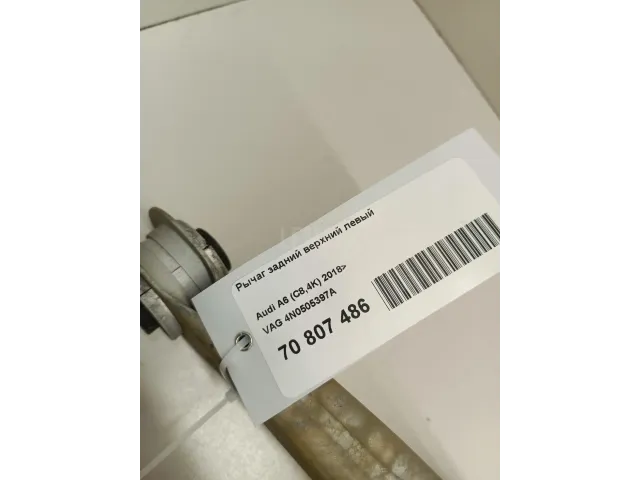 Рычаг задний верхний левый
Audi A6 (C8,4K) 2018>
VAG 4N0505397A
70 807 486